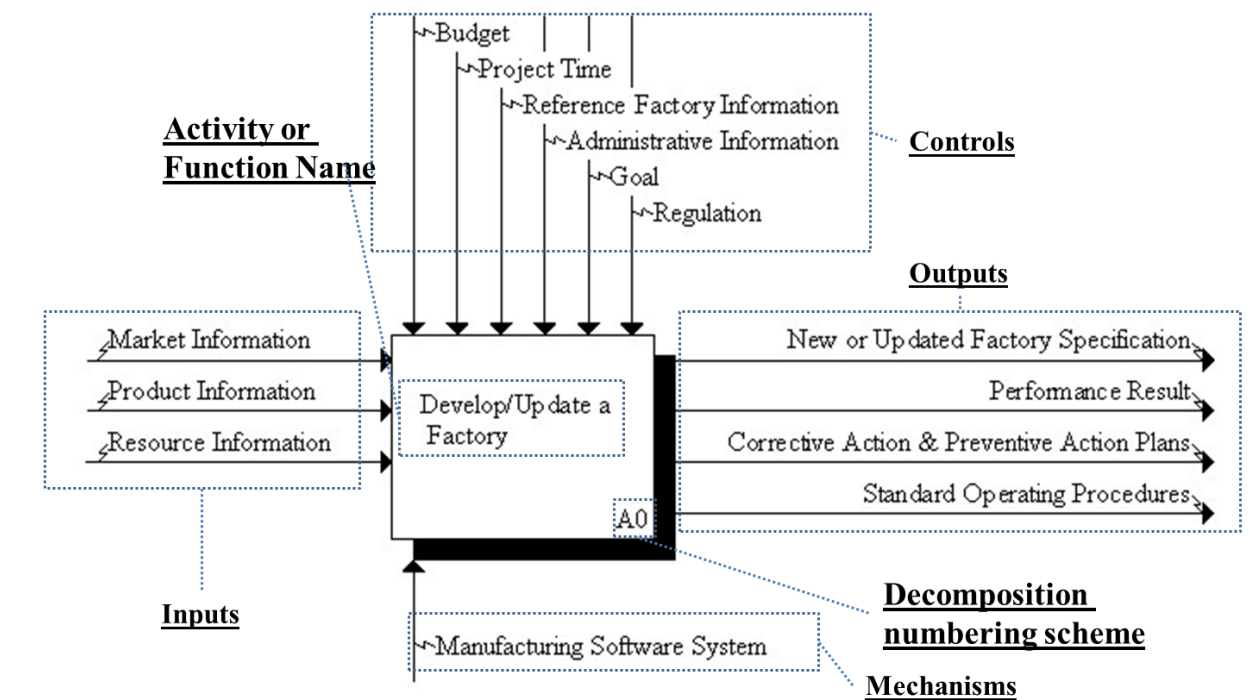 Budget
Project Time
Reference Factory Information
Administrative Information
Goal
Regulation
Activity or
Function Name
Controls
Outputs
Market Information
Product Information
Resource Information
Develop/Update a
Factory
A0
New or Updated Factory Specification
Performance Result
Corrective Action & Preventive Action Plans
Standard Operating Procedures
Inputs
Decomposition
numbering scheme
Manufacturing Software System
Mechanisms